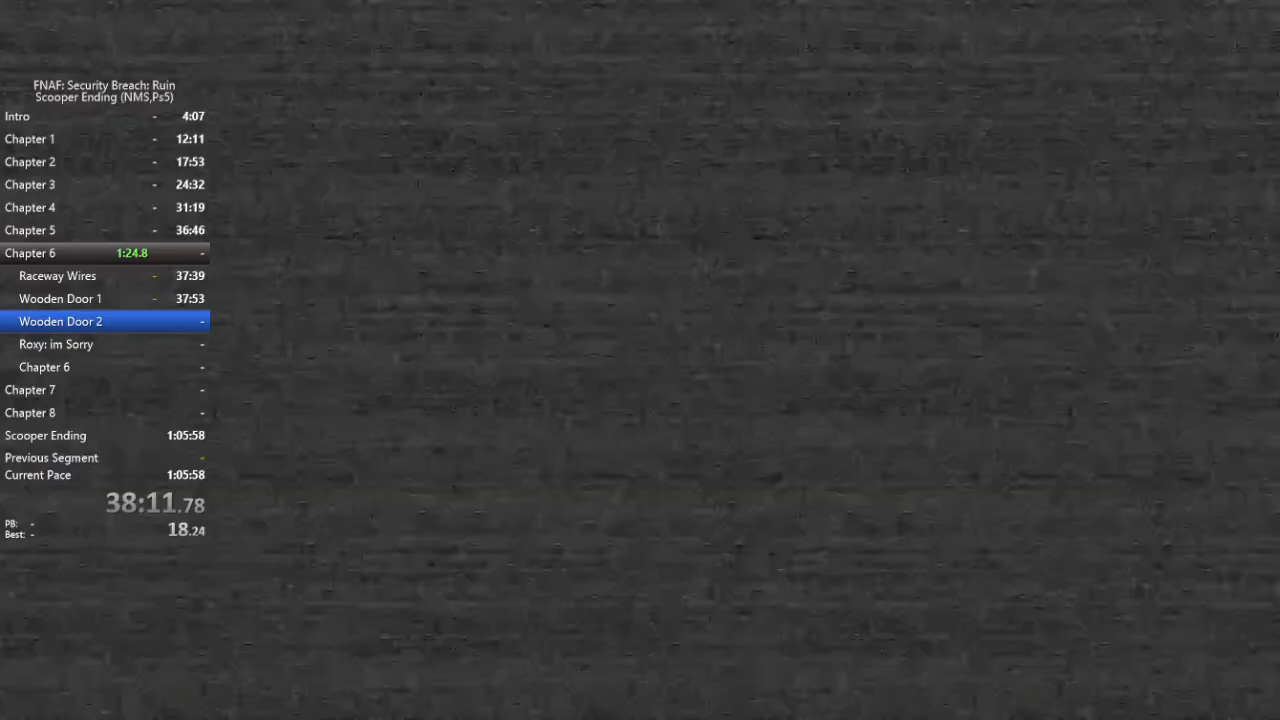 FNAF: Security Breach: Ruin
Scooper Ending (NMS,Ps5)
Intro - 4:07
Chapter 1 - 12:11
Chapter 2 - 17:53
Chapter 3 - 24:32
Chapter 4 - 31:19
Chapter 5 - 36:46
Chapter 6 1:24.8 -
Raceway Wires - 37:39
Wooden Door 1 - 37:53
Wooden Door 2 -
Roxy: im Sorry -
Chapter 6 -
Chapter 7 -
Chapter 8 -
Scooper Ending 1:05:58
Previous Segment -
Current Pace 1:05:58
38:11.78
PB: -
Best: - 18.24